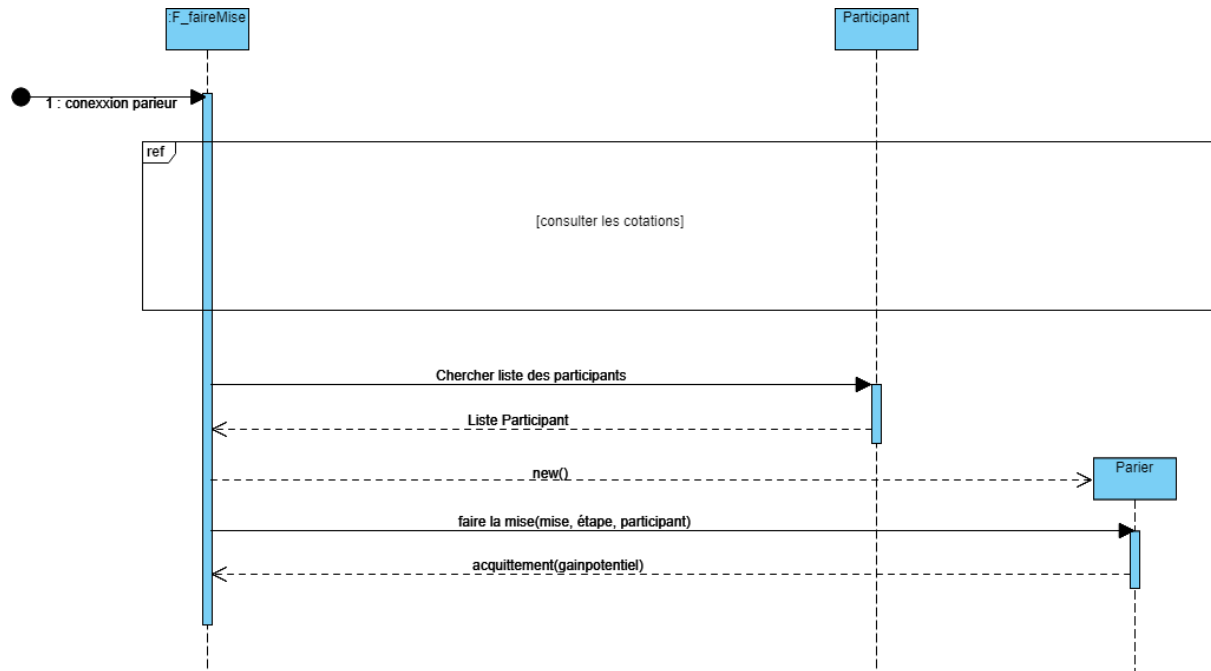 :F_faireMise
Participant
1 : conexxion parieur
ref
[consulter les cotations]
Chercher liste des participants
Liste Participant
new()
Parier
faire la mise(mise, étape, participant)
acquittement(gainpotentiel)